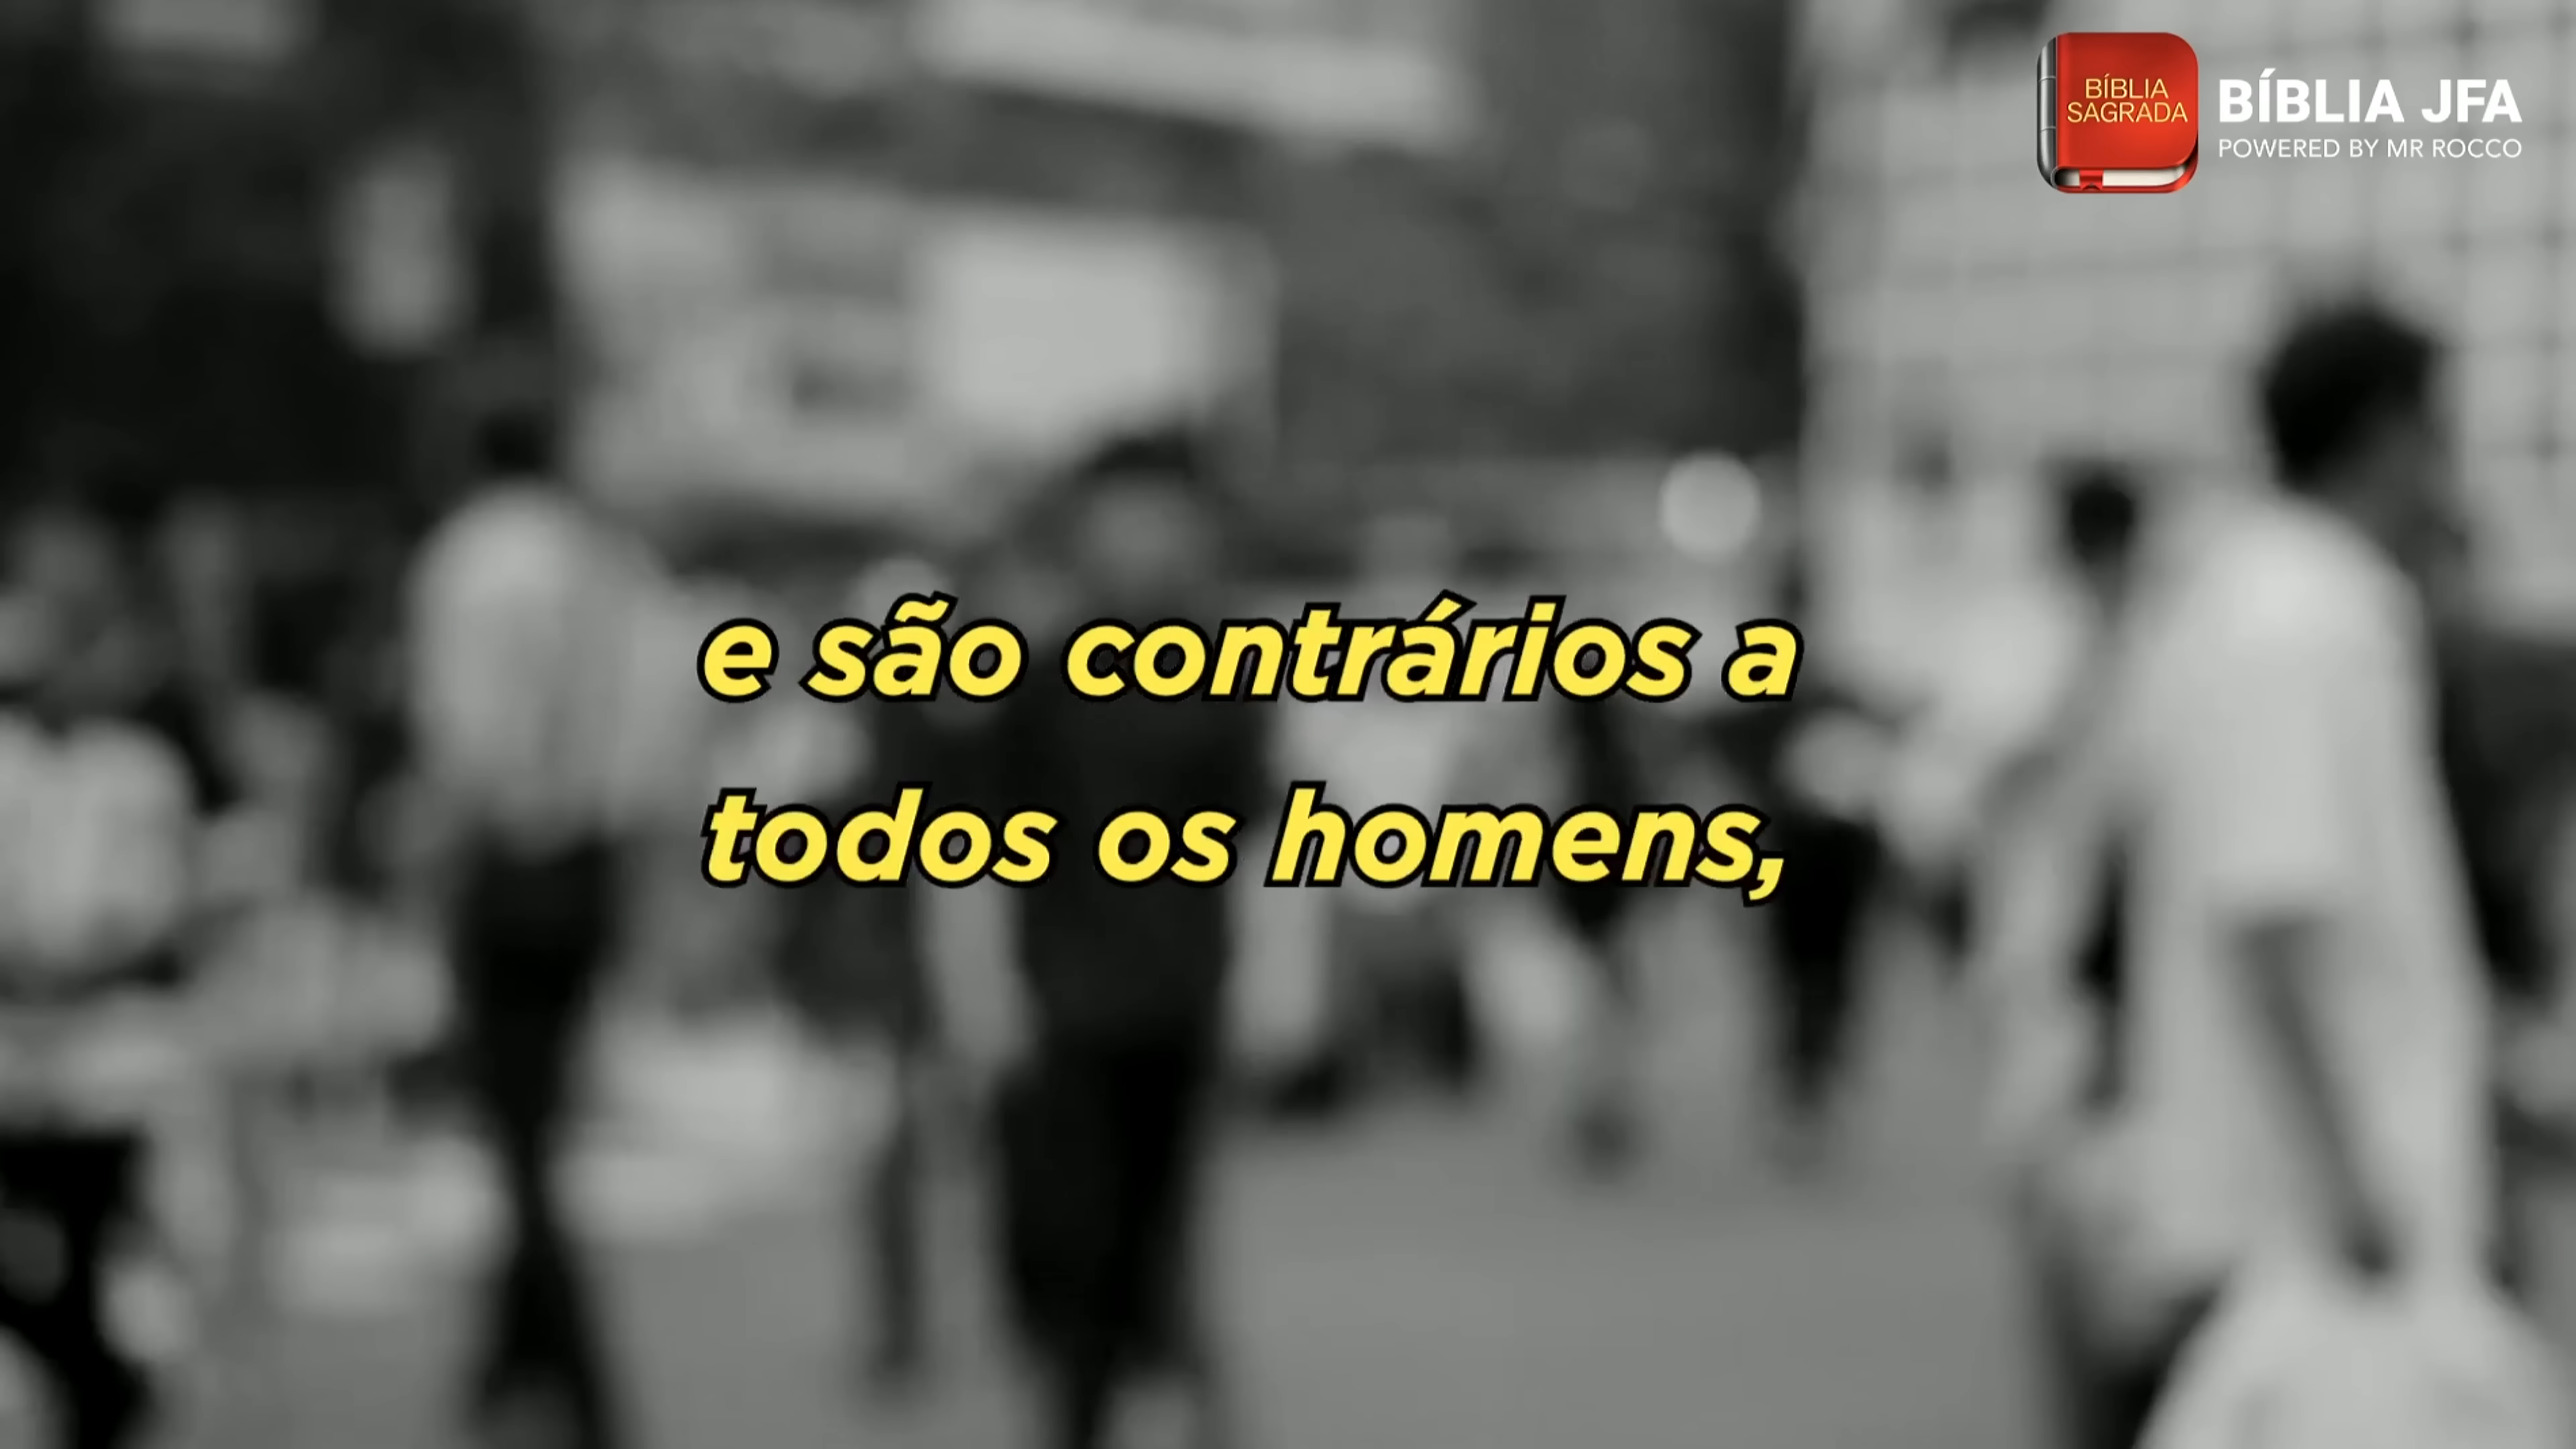 BÍBLIA
SAGRADA
BÍBLIA JFA
POWERED BY MR ROCCO
e são contrários a
todos os homens,